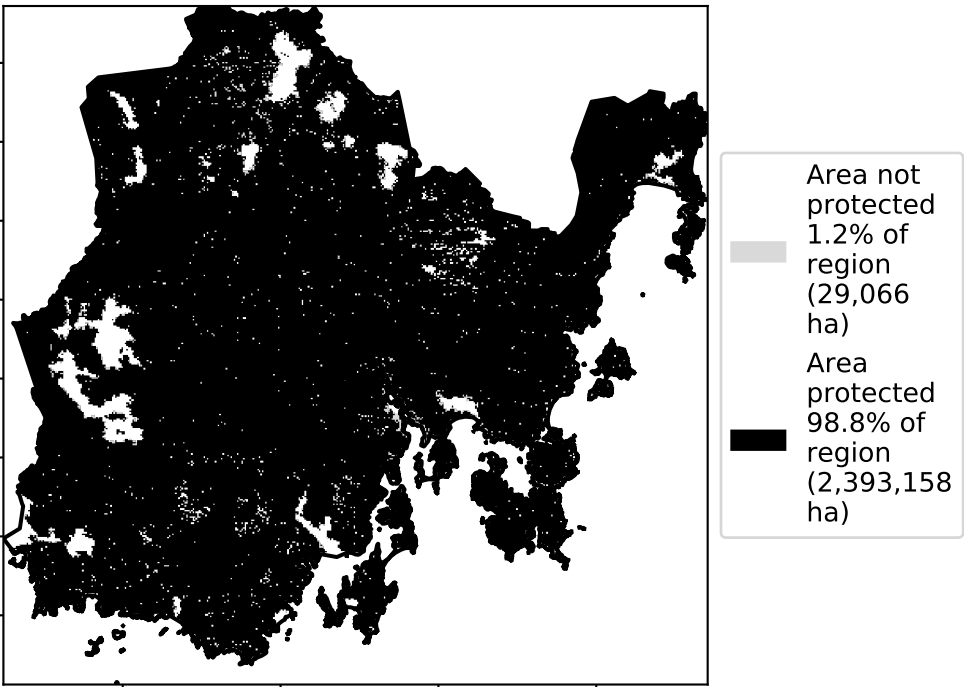 Area not
protected
1.2% of
region
(29,066
ha)
Area
protected
98.8% of
region
(2,393,158
ha)